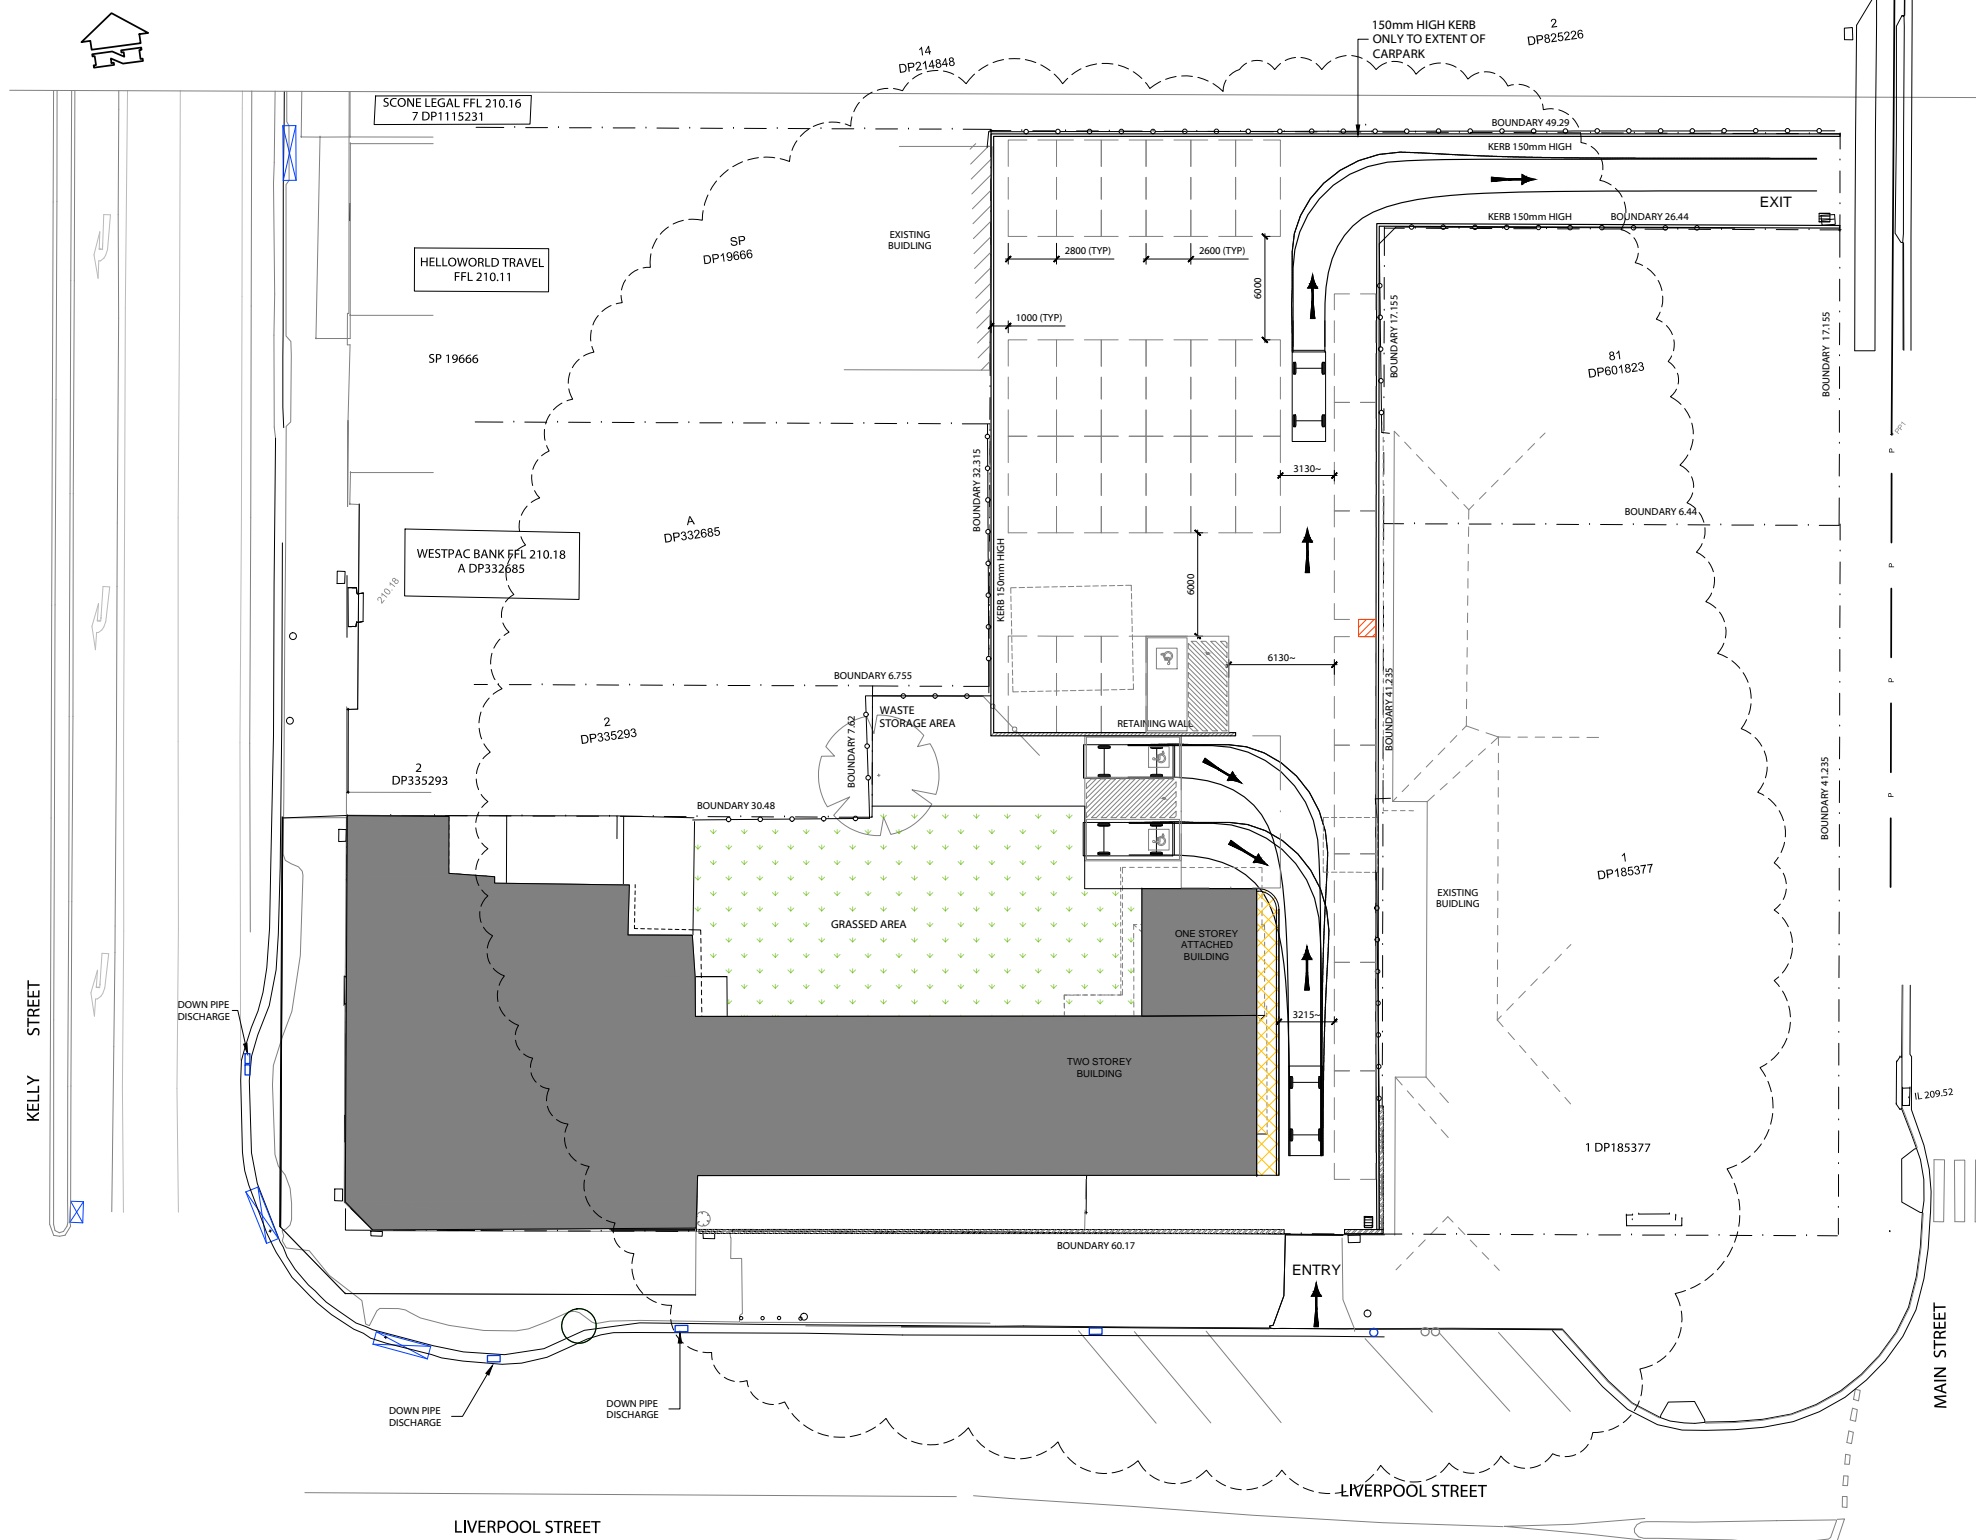 150mm HIGH KERB
ONLY TO EXTENT OF
CARPARK
2
DP825226
14
DP214848
SCONE LEGAL FFL 210.16
7 DP1115231
BOUNDARY 49.29
KERB 150mm HIGH
EXIT
KERB 150mm HIGH
BOUNDARY 26.44
HELLOWORLD TRAVEL
FFL 210.11
SP
DP19666
EXISTING
BUIDLING
2800 (TYP)
2600 (TYP)
6000
1000 (TYP)
BOUNDARY 17.155
BOUNDARY 17.155
SP 19666
81
DP601823
PP1
P
BOUNDARY 32.315
3130~
BOUNDARY 6.44
A
DP332685
WESTPAC BANK FFL 210.18
A DP332685
210.18
KERB 150mm HIGH
6000
P
6130~
BOUNDARY 6.755
BOUNDARY 41.235
P
WASTE
STORAGE AREA
BOUNDARY 7.62
RETAINING WALL
2
DP335293
2
DP335293
BOUNDARY 30.48
BOUNDARY 41.235
P
1
DP185377
EXISTING
BUIDLING
GRASSED AREA
ONE STOREY
ATTACHED
BUILDING
KELLY STREET
DOWN PIPE
DISCHARGE
3215~
TWO STOREY
BUILDING
IL 209.52
1 DP185377
BOUNDARY 60.17
ENTRY
MAIN STREET
DOWN PIPE
DISCHARGE
DOWN PIPE
DISCHARGE
LIVERPOOL STREET
LIVERPOOL STREET